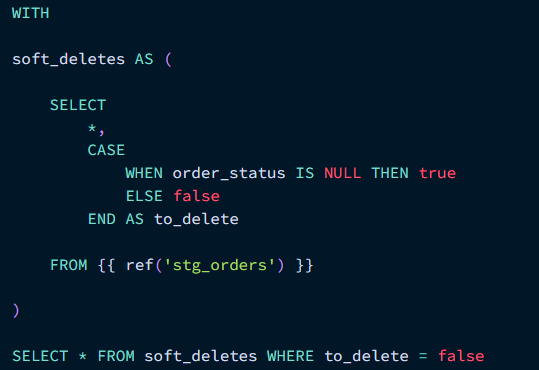 WITH
soft_deletes AS (
SELECT
*,
CASE
WHEN order_status IS NULL THEN true
ELSE false
END AS to_delete
FROM {{ ref('stg_orders') }}
)
SELECT * FROM soft_deletes WHERE to_delete = false